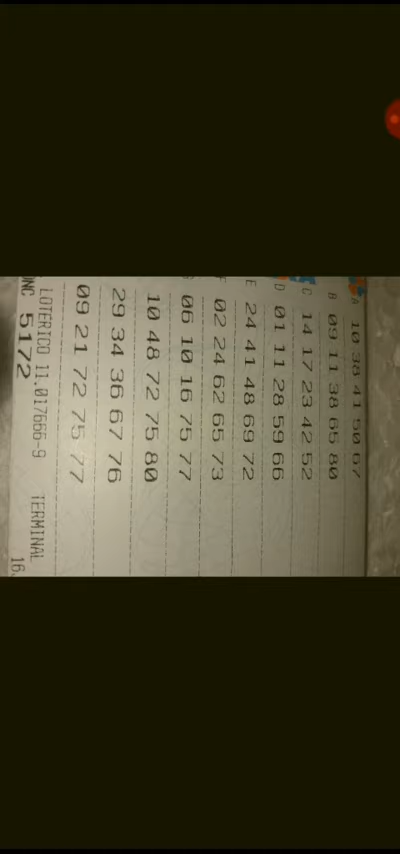 A 10 38 41 50 67
B 09 11 38 65 80
C 14 17 23 42 52
D 01 11 28 59 66
E 24 41 48 69 72
F 02 24 62 65 73
06 10 16 75 77
10 48 72 75 80
29 34 36 67 76
09 21 72 75 77
LOTÉRICO 11.017666-9 TERMINAL
5172 16.